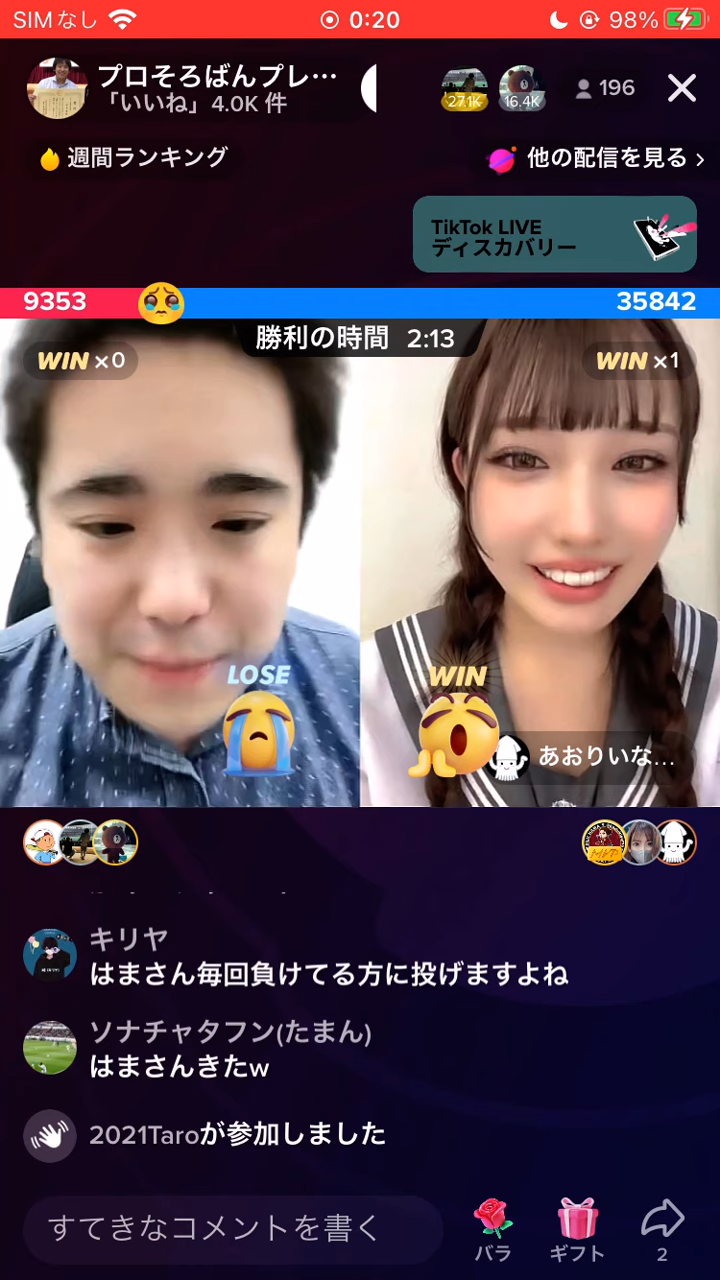 SIMなし 0:20 98%
プロそろばんプレ…
「いいね」4.0K 件
27.1K 16.4K 196
週間ランキング 他の配信を見る
TikTok LIVE
ディスカバリー
9353 35842
勝利の時間 2:13
WIN ×0 WIN ×1
LOSE WIN
あおりいな…
キリヤ
はまさん毎回負けてる方に投げますよね
ソナチャタフン(たまん)
はまさんきたw
2021Taroが参加しました
すてきなコメントを書く
バラ ギフト 2